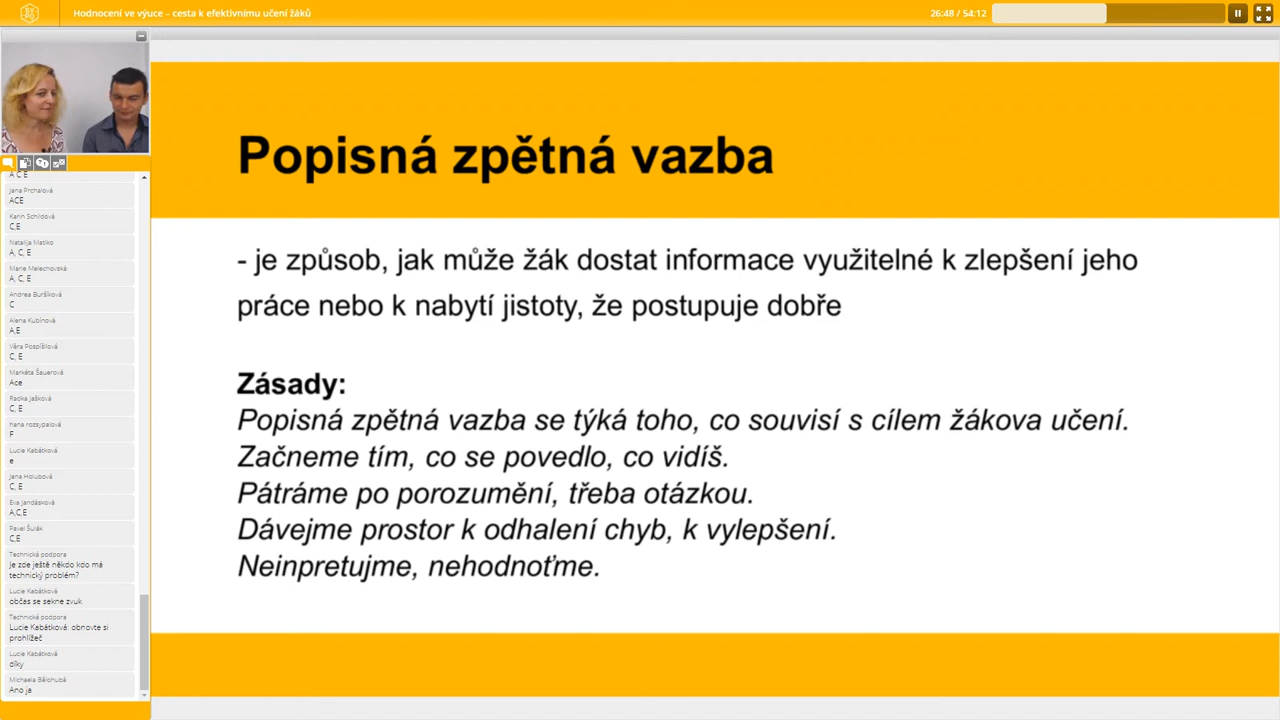 SY
PO
Hodnocení ve výuce – cesta k efektivnímu učení žáků
26:48 / 54:12
A C E
Jana Prchalová
ACE
Karin Schildová
C,E
Natalija Matiko
A, C, E
Marie Melechovská
A, C, E
Andrea Buršíková
C
Alena Kubínová
A,E
Věra Pospíšilová
C, E
Markéta Šauerová
Ace
Radka Jašková
C, E
hana rozsypalová
F
Lucie Kabátková
e
Jana Holubová
C, E
Eva Jandásková
A,C,E
Pavel Šulák
C,E
Technická podpora
Je zde ještě někdo kdo má
technický problém?
Lucie Kabátková
občas se sekne zvuk
Technická podpora
Lucie Kabátková: obnovte si
prohlížeč
Lucie Kabátková
díky
Michaela Bělohubá
Ano ja
Popisná zpětná vazba
- je způsob, jak může žák dostat informace využitelné k zlepšení jeho
práce nebo k nabytí jistoty, že postupuje dobře
Zásady:
Popisná zpětná vazba se týká toho, co souvisí s cílem žákova učení.
Začneme tím, co se povedlo, co vidíš.
Pátráme po porozumění, třeba otázkou.
Dávejme prostor k odhalení chyb, k vylepšení.
Neinpretujme, nehodnoťme.